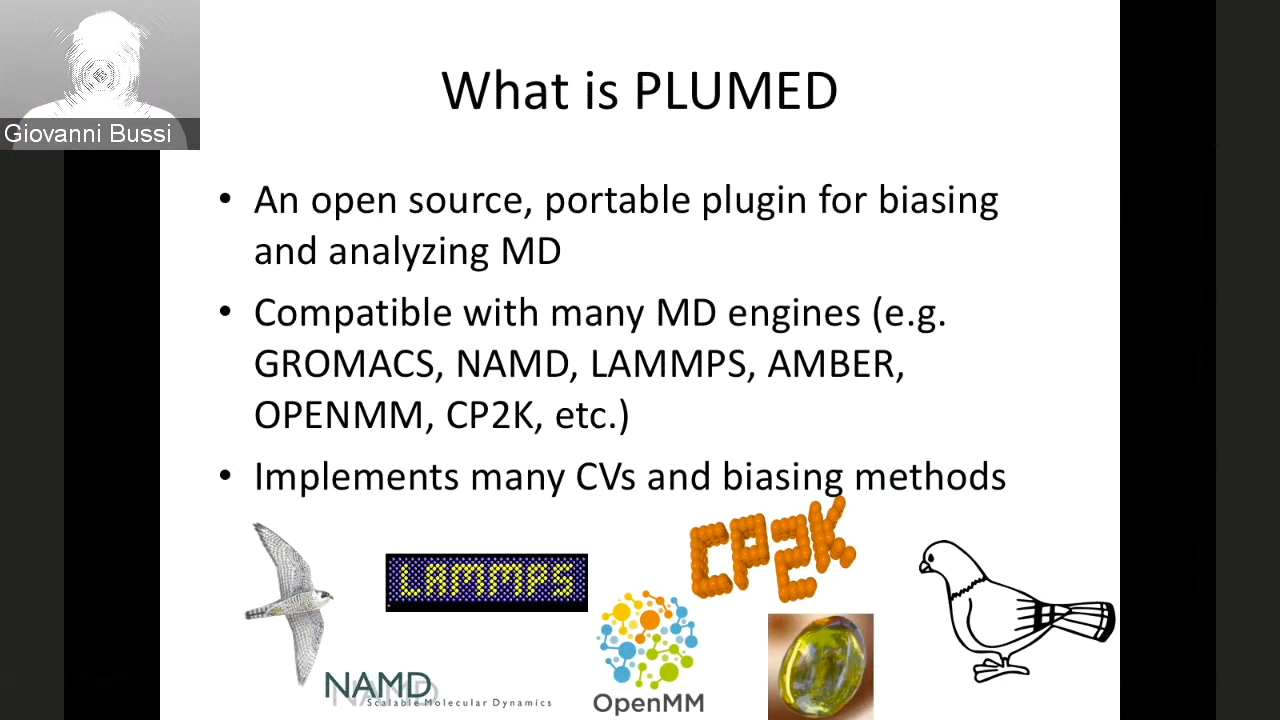 Giovanni Bussi
What is PLUMED
• An open source, portable plugin for biasing
and analyzing MD
• Compatible with many MD engines (e.g.
GROMACS, NAMD, LAMMPS, AMBER,
OPENMM, CP2K, etc.)
• Implements many CVs and biasing methods
CP2K
LAMMPS
NAMD
Scalable Molecular Dynamics
OpenMM